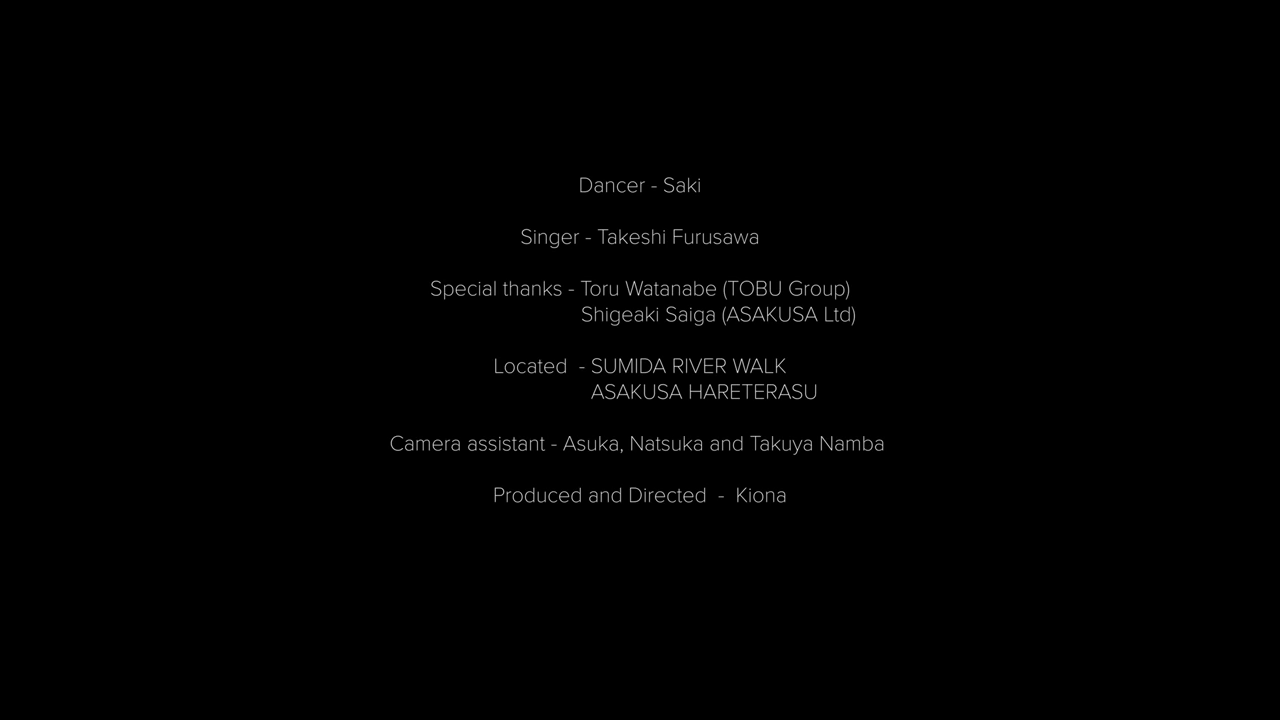 Dancer - Saki
Singer - Takeshi Furusawa
Special thanks - Toru Watanabe (TOBU Group)
Shigeaki Saiga (ASAKUSA Ltd)
Located  - SUMIDA RIVER WALK
ASAKUSA HARETERASU
Camera assistant - Asuka, Natsuka and Takuya Namba
Produced and Directed  -  Kiona